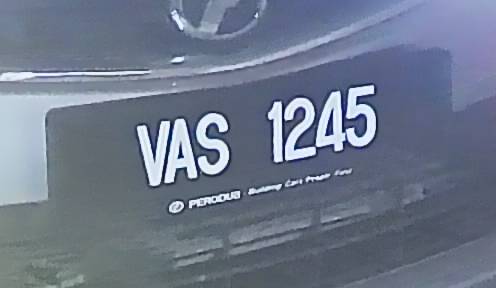 VAS 1245
PERODUA Building Cars People First